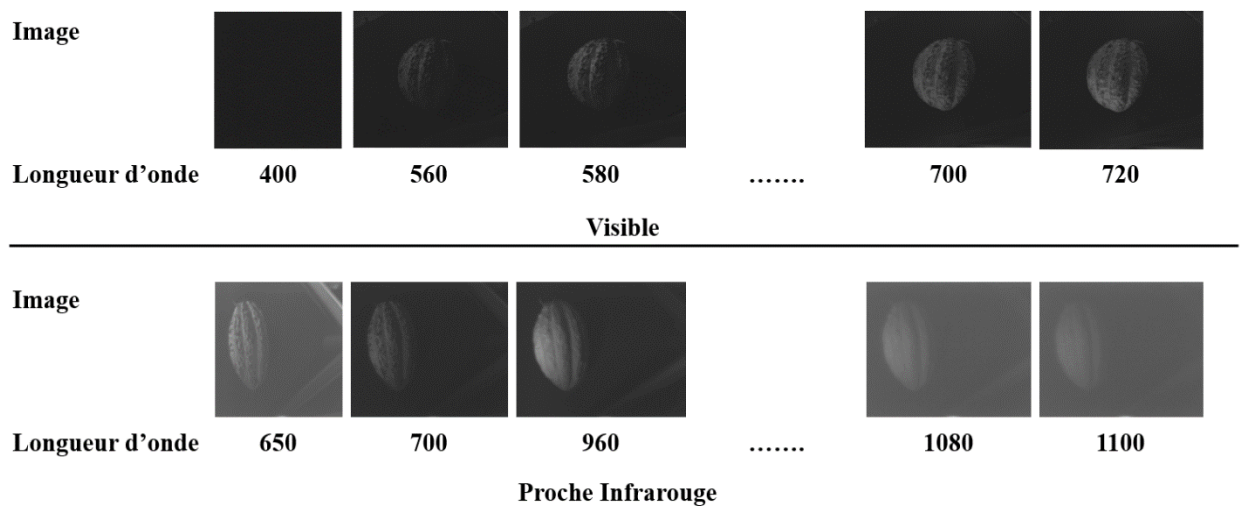 Image
Longueur d’onde 400 560 580 ……. 700 720
Visible
Image
Longueur d’onde 650 700 960 ……. 1080 1100
Proche Infrarouge